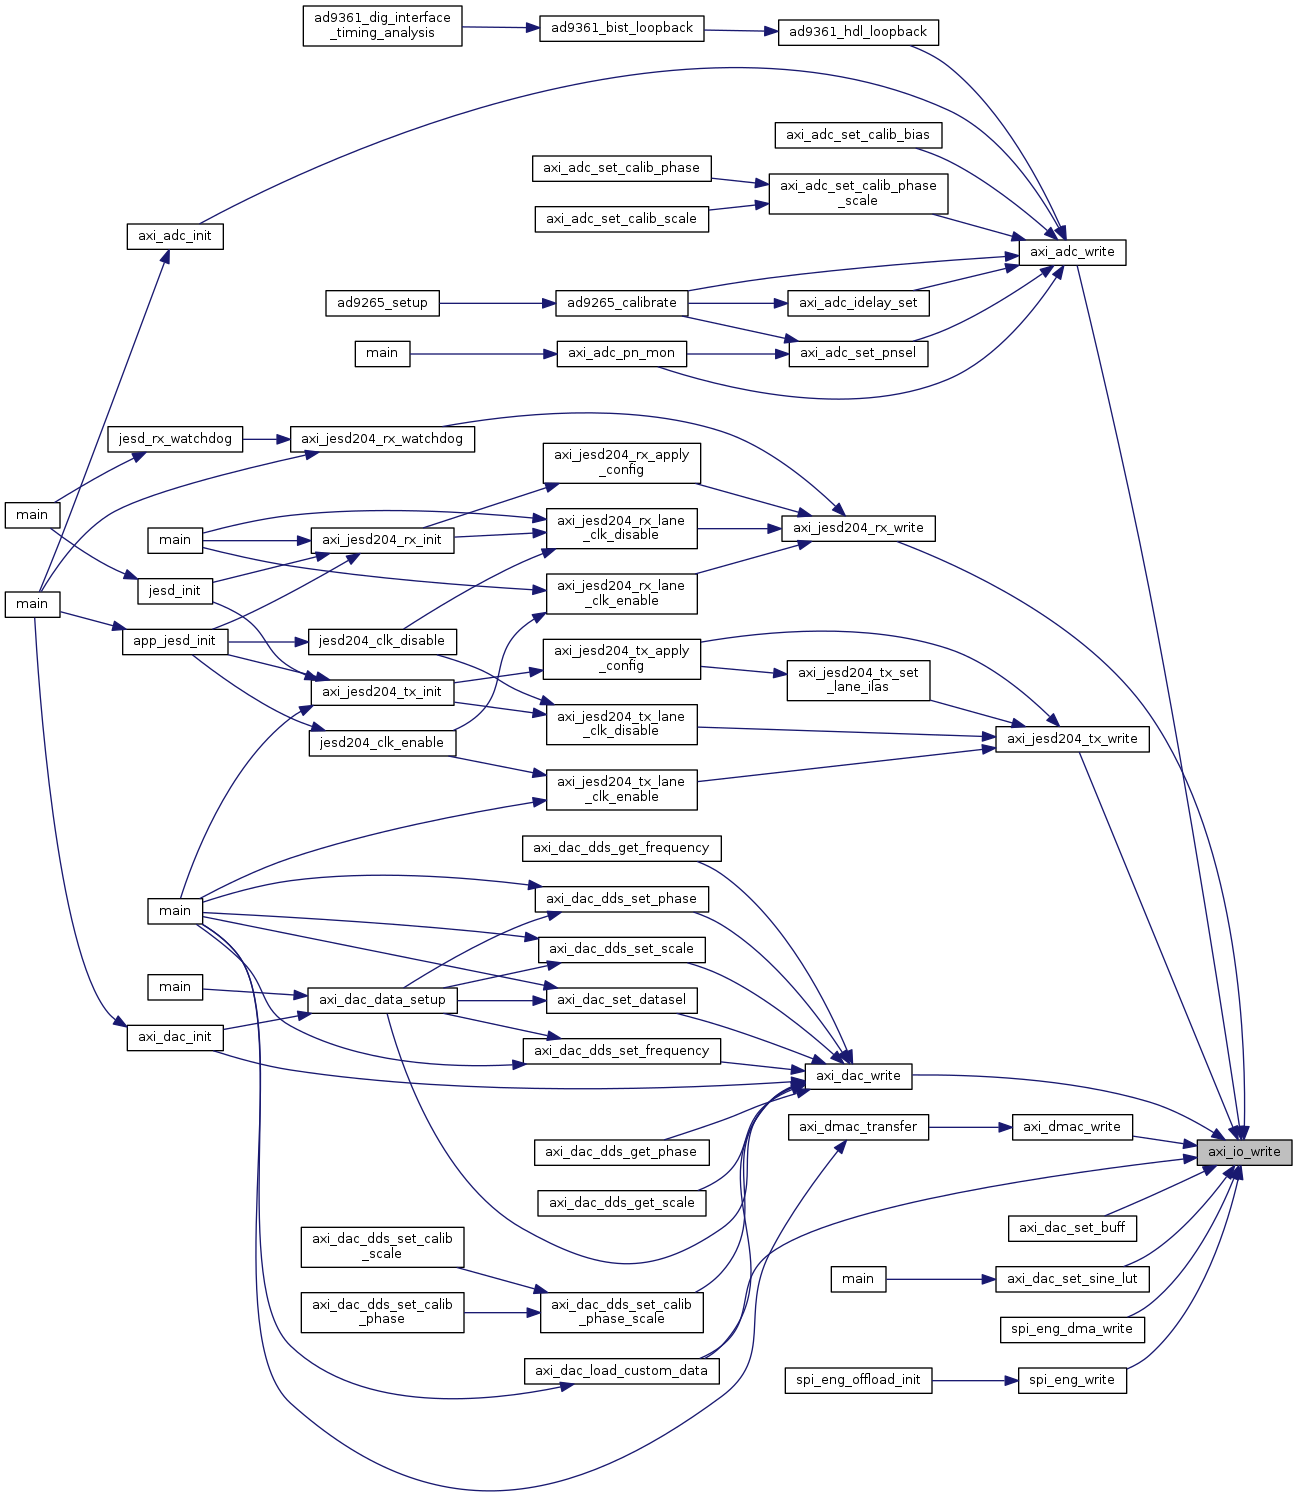 ad9361_dig_interface
_timing_analysis
ad9361_bist_loopback
ad9361_hdl_loopback
axi_adc_set_calib_bias
axi_adc_set_calib_phase
axi_adc_set_calib_phase
_scale
axi_adc_set_calib_scale
axi_adc_init
axi_adc_write
ad9265_setup
ad9265_calibrate
axi_adc_idelay_set
main
axi_adc_pn_mon
axi_adc_set_pnsel
jesd_rx_watchdog
axi_jesd204_rx_watchdog
axi_jesd204_rx_apply
_config
main
main
axi_jesd204_rx_init
axi_jesd204_rx_lane
_clk_disable
axi_jesd204_rx_write
jesd_init
axi_jesd204_rx_lane
_clk_enable
main
app_jesd_init
jesd204_clk_disable
axi_jesd204_tx_apply
_config
axi_jesd204_tx_set
_lane_ilas
axi_jesd204_tx_init
axi_jesd204_tx_lane
_clk_disable
jesd204_clk_enable
axi_jesd204_tx_write
axi_jesd204_tx_lane
_clk_enable
axi_dac_dds_get_frequency
axi_dac_dds_set_phase
main
axi_dac_dds_set_scale
main
axi_dac_data_setup
axi_dac_set_datasel
axi_dac_init
axi_dac_dds_set_frequency
axi_dac_write
axi_dmac_transfer
axi_dmac_write
axi_dac_dds_get_phase
axi_io_write
axi_dac_dds_get_scale
axi_dac_set_buff
axi_dac_dds_set_calib
_scale
main
axi_dac_set_sine_lut
axi_dac_dds_set_calib
_phase
axi_dac_dds_set_calib
_phase_scale
spi_eng_dma_write
axi_dac_load_custom_data
spi_eng_offload_init
spi_eng_write